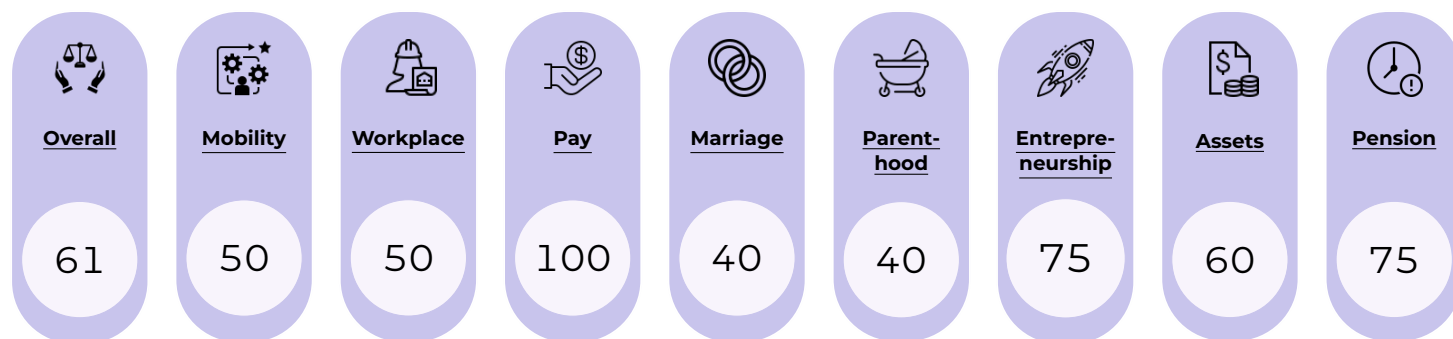 Overall
61
Mobility
50
Workplace
50
Pay
100
Marriage
40
Parent-
hood
40
Entrepre-
neurship
75
Assets
60
Pension
75